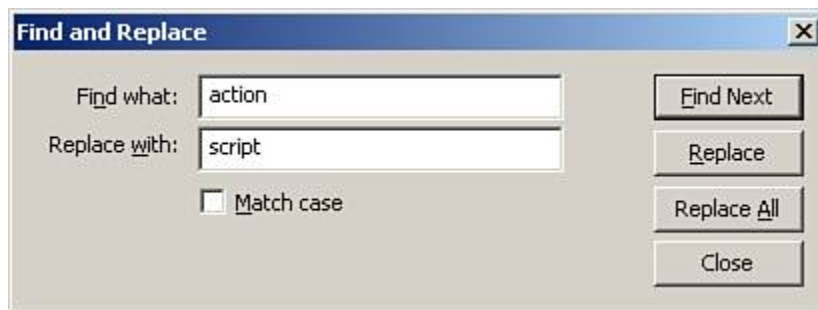 Find and Replace
Find what: action Find Next
Replace with: script Replace
Match case Replace All
Close